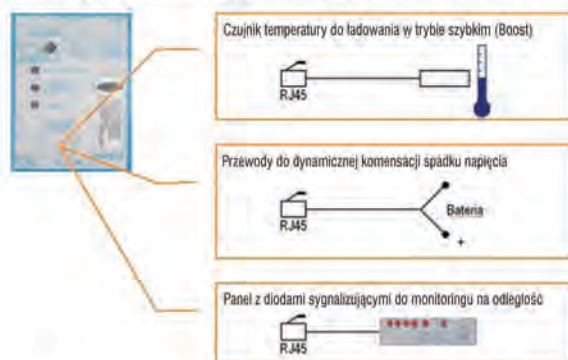 Czujnik temperatury do ładowania w trybie szybkim (Boost)
RJ45
Przewody do dynamicznej komensacji spadku napięcia
Bateria
RJ45
+
Panel z diodami sygnalizującymi do monitoringu na odległość
RJ45